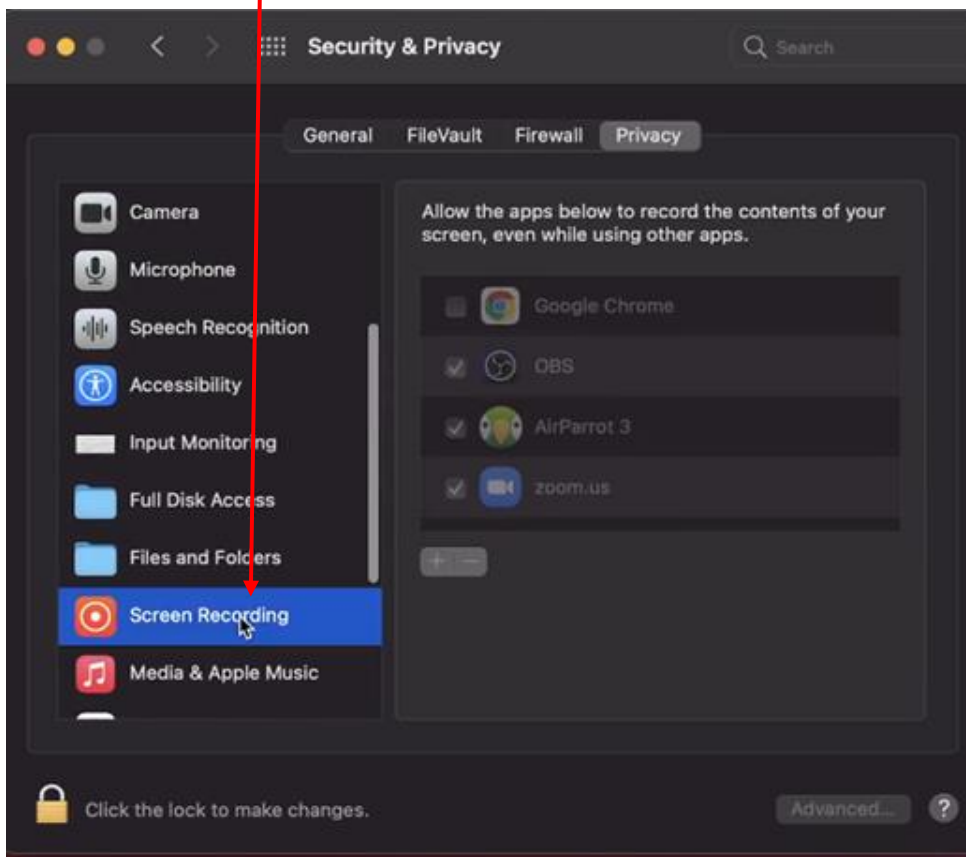 Security & Privacy
Search
General FileVault Firewall Privacy
Camera
Microphone
Speech Recognition
Accessibility
Input Monitoring
Full Disk Access
Files and Folders
Screen Recording
Media & Apple Music
Allow the apps below to record the contents of your
screen, even while using other apps.
Google Chrome
OBS
AirParrot 3
zoom.us
+ −
Click the lock to make changes.
Advanced...
?